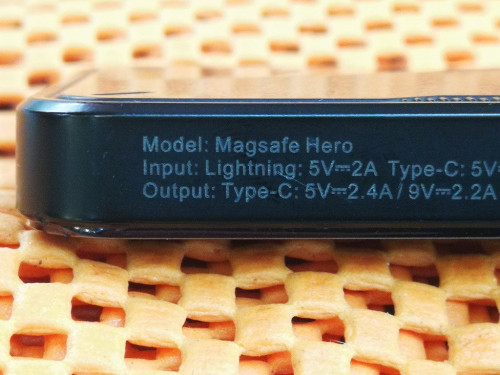 Model: Magsafe Hero
Input: Lightning: 5V⎓2A Type-C: 5V⎓
Output: Type-C: 5V⎓2.4A / 9V⎓2.2A